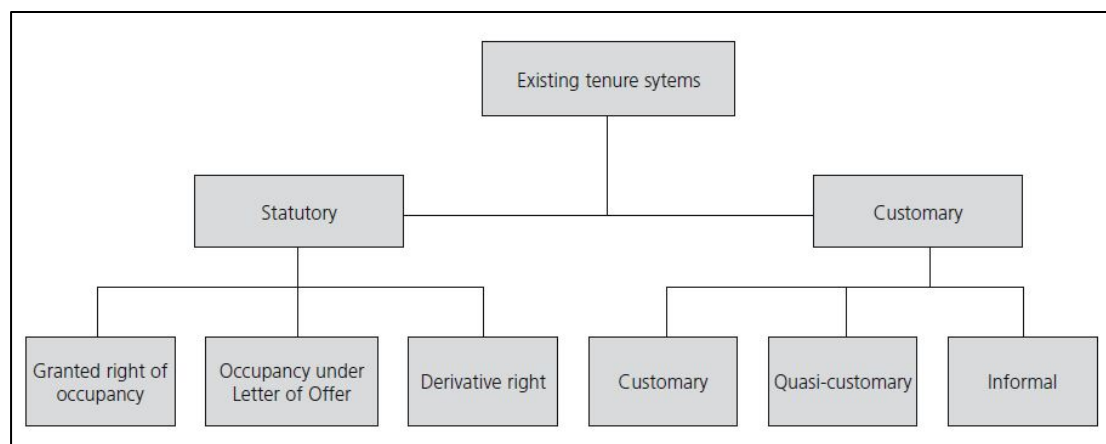 Existing tenure sytems
Statutory
Customary
Granted right of
occupancy
Occupancy under
Letter of Offer
Derivative right
Customary
Quasi-customary
Informal